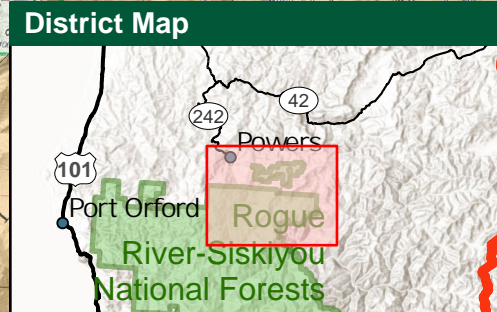 District Map
42
242
Powers
101
Port Orford
Rogue
River-Siskiyou
National Forests